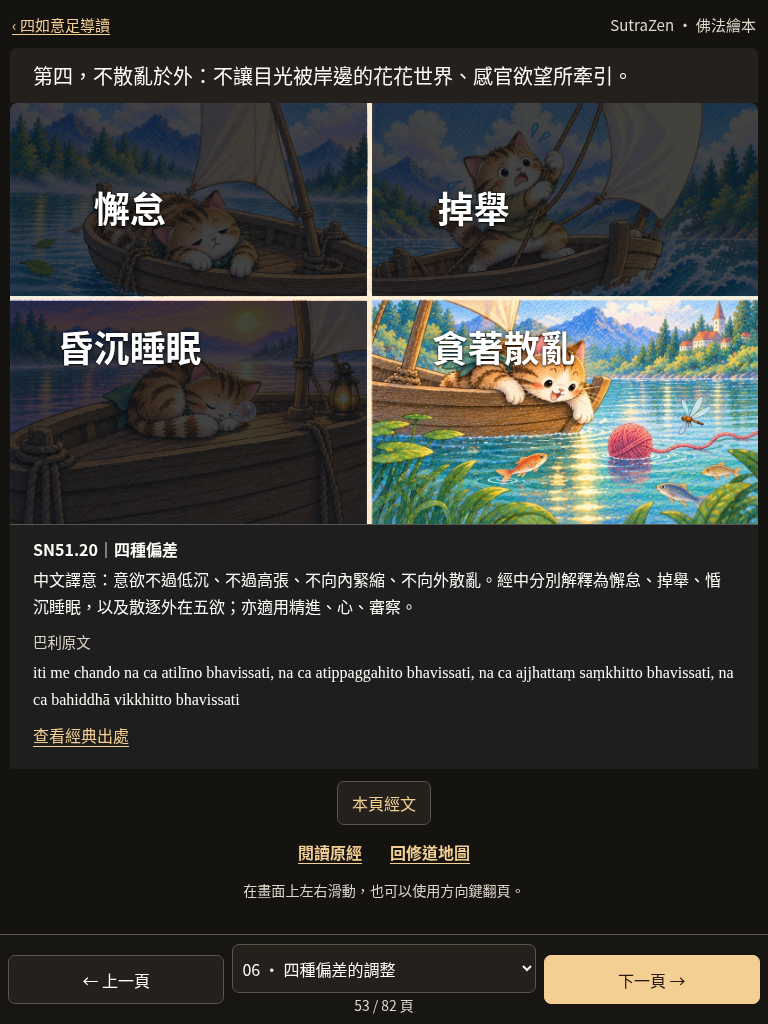 ‹ 四如意足導讀
SutraZen ・ 佛法繪本
第四，不散亂於外：不讓目光被岸邊的花花世界、感官欲望所牽引。
懈怠
掉舉
昏沉睡眠
貪著散亂
SN51.20｜四種偏差
中文譯意：意欲不過低沉、不過高張、不向內緊縮、不向外散亂。經中分別解釋為懈怠、掉舉、惛
沉睡眠，以及散逐外在五欲；亦適用精進、心、審察。
巴利原文
iti me chando na ca atilīno bhavissati, na ca atippaggahito bhavissati, na ca ajjhattaṃ saṃkhitto bhavissati, na
ca bahiddhā vikkhitto bhavissati
查看經典出處
本頁經文
閱讀原經 回修道地圖
在畫面上左右滑動，也可以使用方向鍵翻頁。
← 上一頁
06 · 四種偏差的調整
下一頁 →
53 / 82 頁